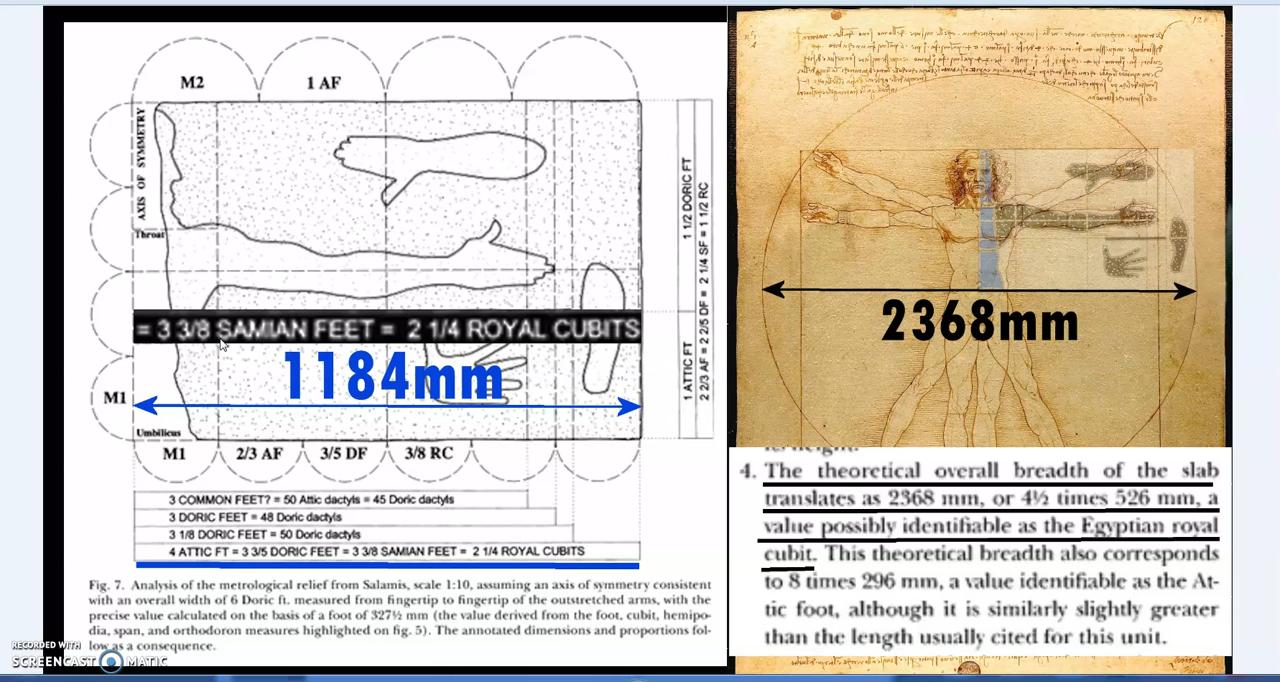 M2
1 AF
AXIS OF SYMMETRY
Throat
= 3 3/8 SAMIAN FEET = 2 1/4 ROYAL CUBITS
1184mm
M1
Umbilicus
M1
2/3 AF
3/5 DF
3/8 RC
1 1/2 DORIC FT
1 ATTIC FT
2 2/3 AF = 2 2/5 DF = 2 1/4 SF = 1 1/2 RC
3 COMMON FEET? = 50 Attic dactyls = 45 Doric dactyls
3 DORIC FEET = 48 Doric dactyls
3 1/8 DORIC FEET = 50 Doric dactyls
4 ATTIC FT = 3 3/5 DORIC FEET = 3 3/8 SAMIAN FEET = 2 1/4 ROYAL CUBITS
Fig. 7. Analysis of the metrological relief from Salamis, scale 1:10, assuming an axis of symmetry consistent
with an overall width of 6 Doric ft. measured from fingertip to fingertip of the outstretched arms, with the
precise value calculated on the basis of a foot of 327½ mm (the value derived from the foot, cubit, hemipo-
dia, span, and orthodoron measures highlighted on fig. 5). The annotated dimensions and proportions fol-
low as a consequence.
RECORDED WITH
SCREENCAST MATIC
2368mm
4. The theoretical overall breadth of the slab
translates as 2368 mm, or 4½ times 526 mm, a
value possibly identifiable as the Egyptian royal
cubit. This theoretical breadth also corresponds
to 8 times 296 mm, a value identifiable as the At-
tic foot, although it is similarly slightly greater
than the length usually cited for this unit.